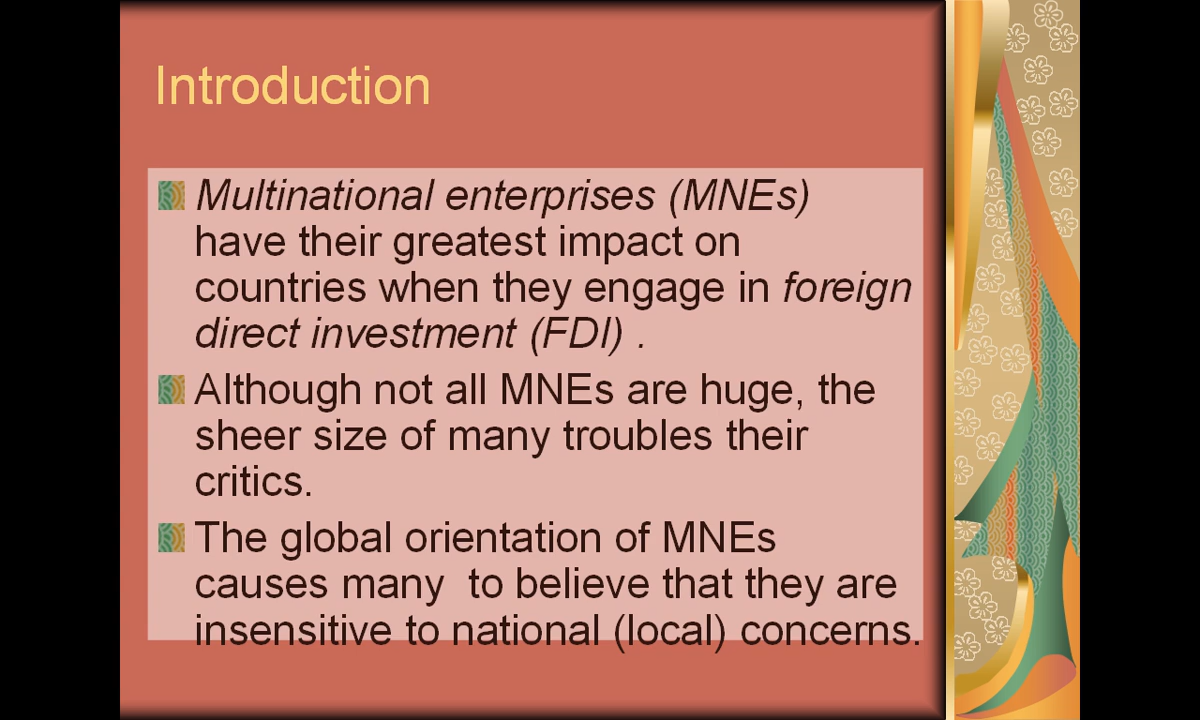 Introduction
Multinational enterprises (MNEs)
have their greatest impact on
countries when they engage in foreign
direct investment (FDI) .
Although not all MNEs are huge, the
sheer size of many troubles their
critics.
The global orientation of MNEs
causes many  to believe that they are
insensitive to national (local) concerns.